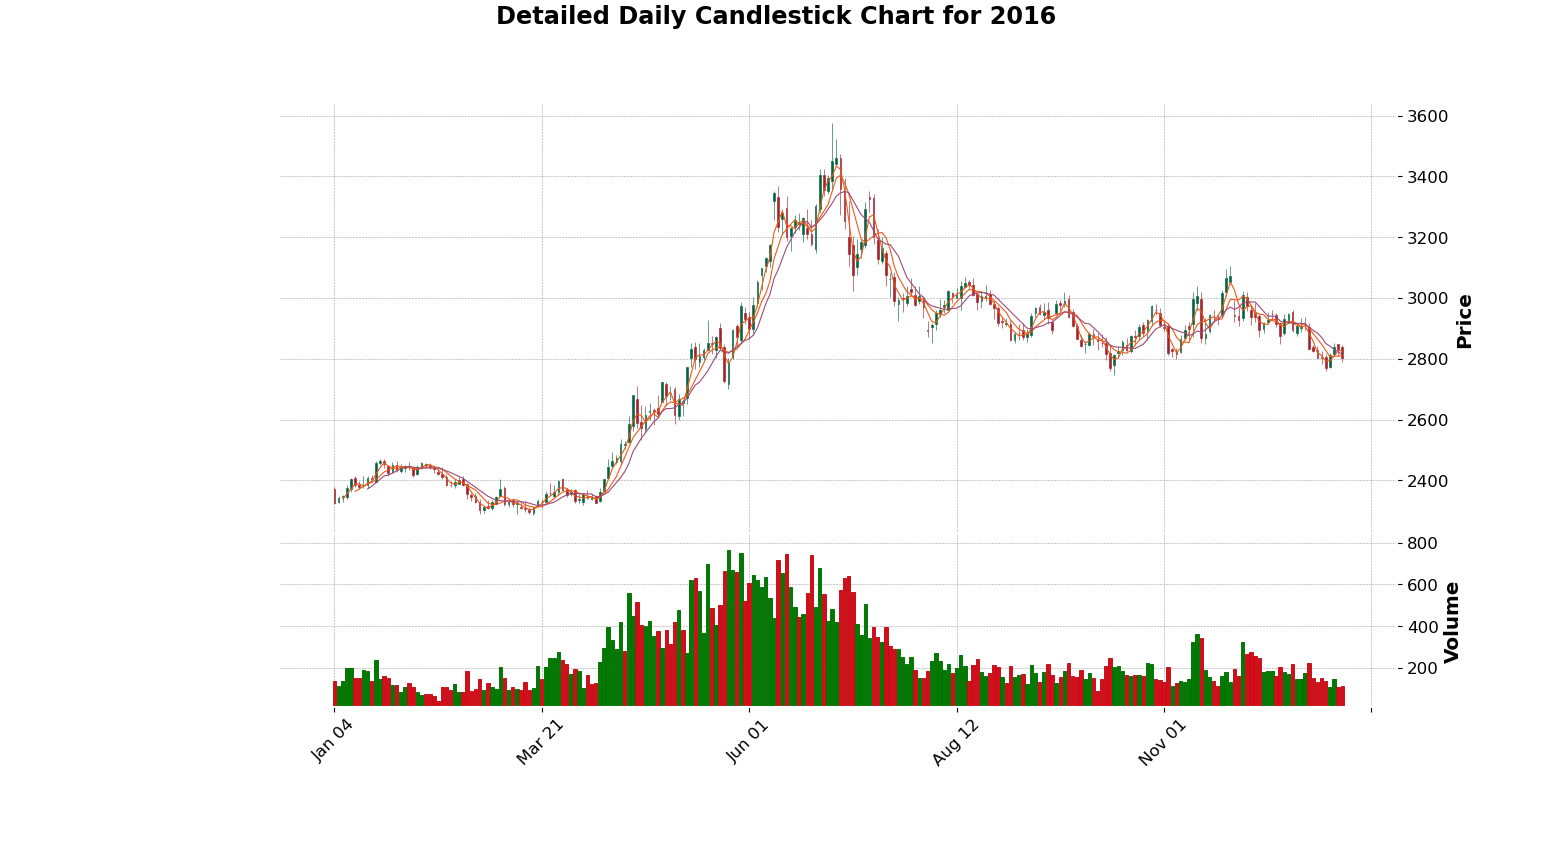 Detailed Daily Candlestick Chart for 2016
3600
3400
3200
3000
2800
2600
2400
Price
800
600
400
200
Volume
Jan 04
Mar 21
Jun 01
Aug 12
Nov 01